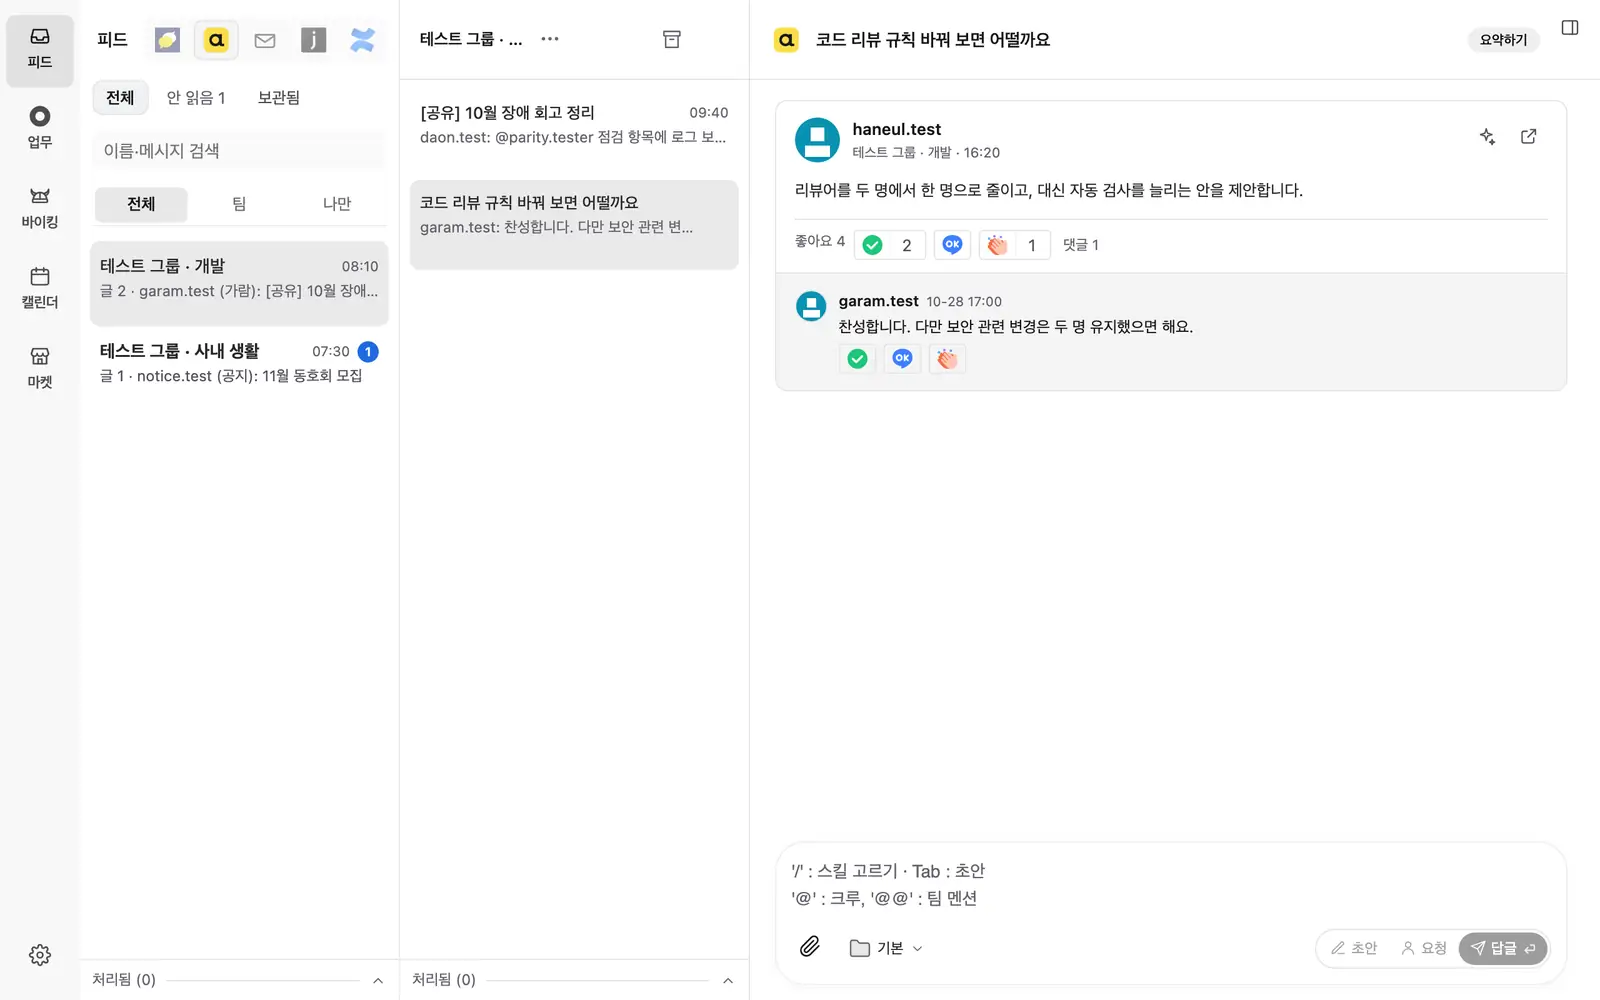 피드
업무
바이킹
캘린더
마켓
피드
전체 안 읽음 1 보관됨
이름·메시지 검색
전체 팀 나만
테스트 그룹 · 개발 08:10
글 2 · garam.test (가람): [공유] 10월 장애...
테스트 그룹 · 사내 생활 07:30 1
글 1 · notice.test (공지): 11월 동호회 모집
처리됨 (0)
테스트 그룹 · ...
[공유] 10월 장애 회고 정리 09:40
daon.test: @parity.tester 점검 항목에 로그 보...
코드 리뷰 규칙 바꿔 보면 어떨까요
garam.test: 찬성합니다. 다만 보안 관련 변...
처리됨 (0)
a 코드 리뷰 규칙 바꿔 보면 어떨까요 요약하기
haneul.test
테스트 그룹 · 개발 · 16:20
리뷰어를 두 명에서 한 명으로 줄이고, 대신 자동 검사를 늘리는 안을 제안합니다.
좋아요 4 2 OK 1 댓글 1
garam.test 10-28 17:00
찬성합니다. 다만 보안 관련 변경은 두 명 유지했으면 해요.
OK
'/' : 스킬 고르기 · Tab : 초안
'@' : 크루, '@@' : 팀 멘션
기본 초안 요청 답글